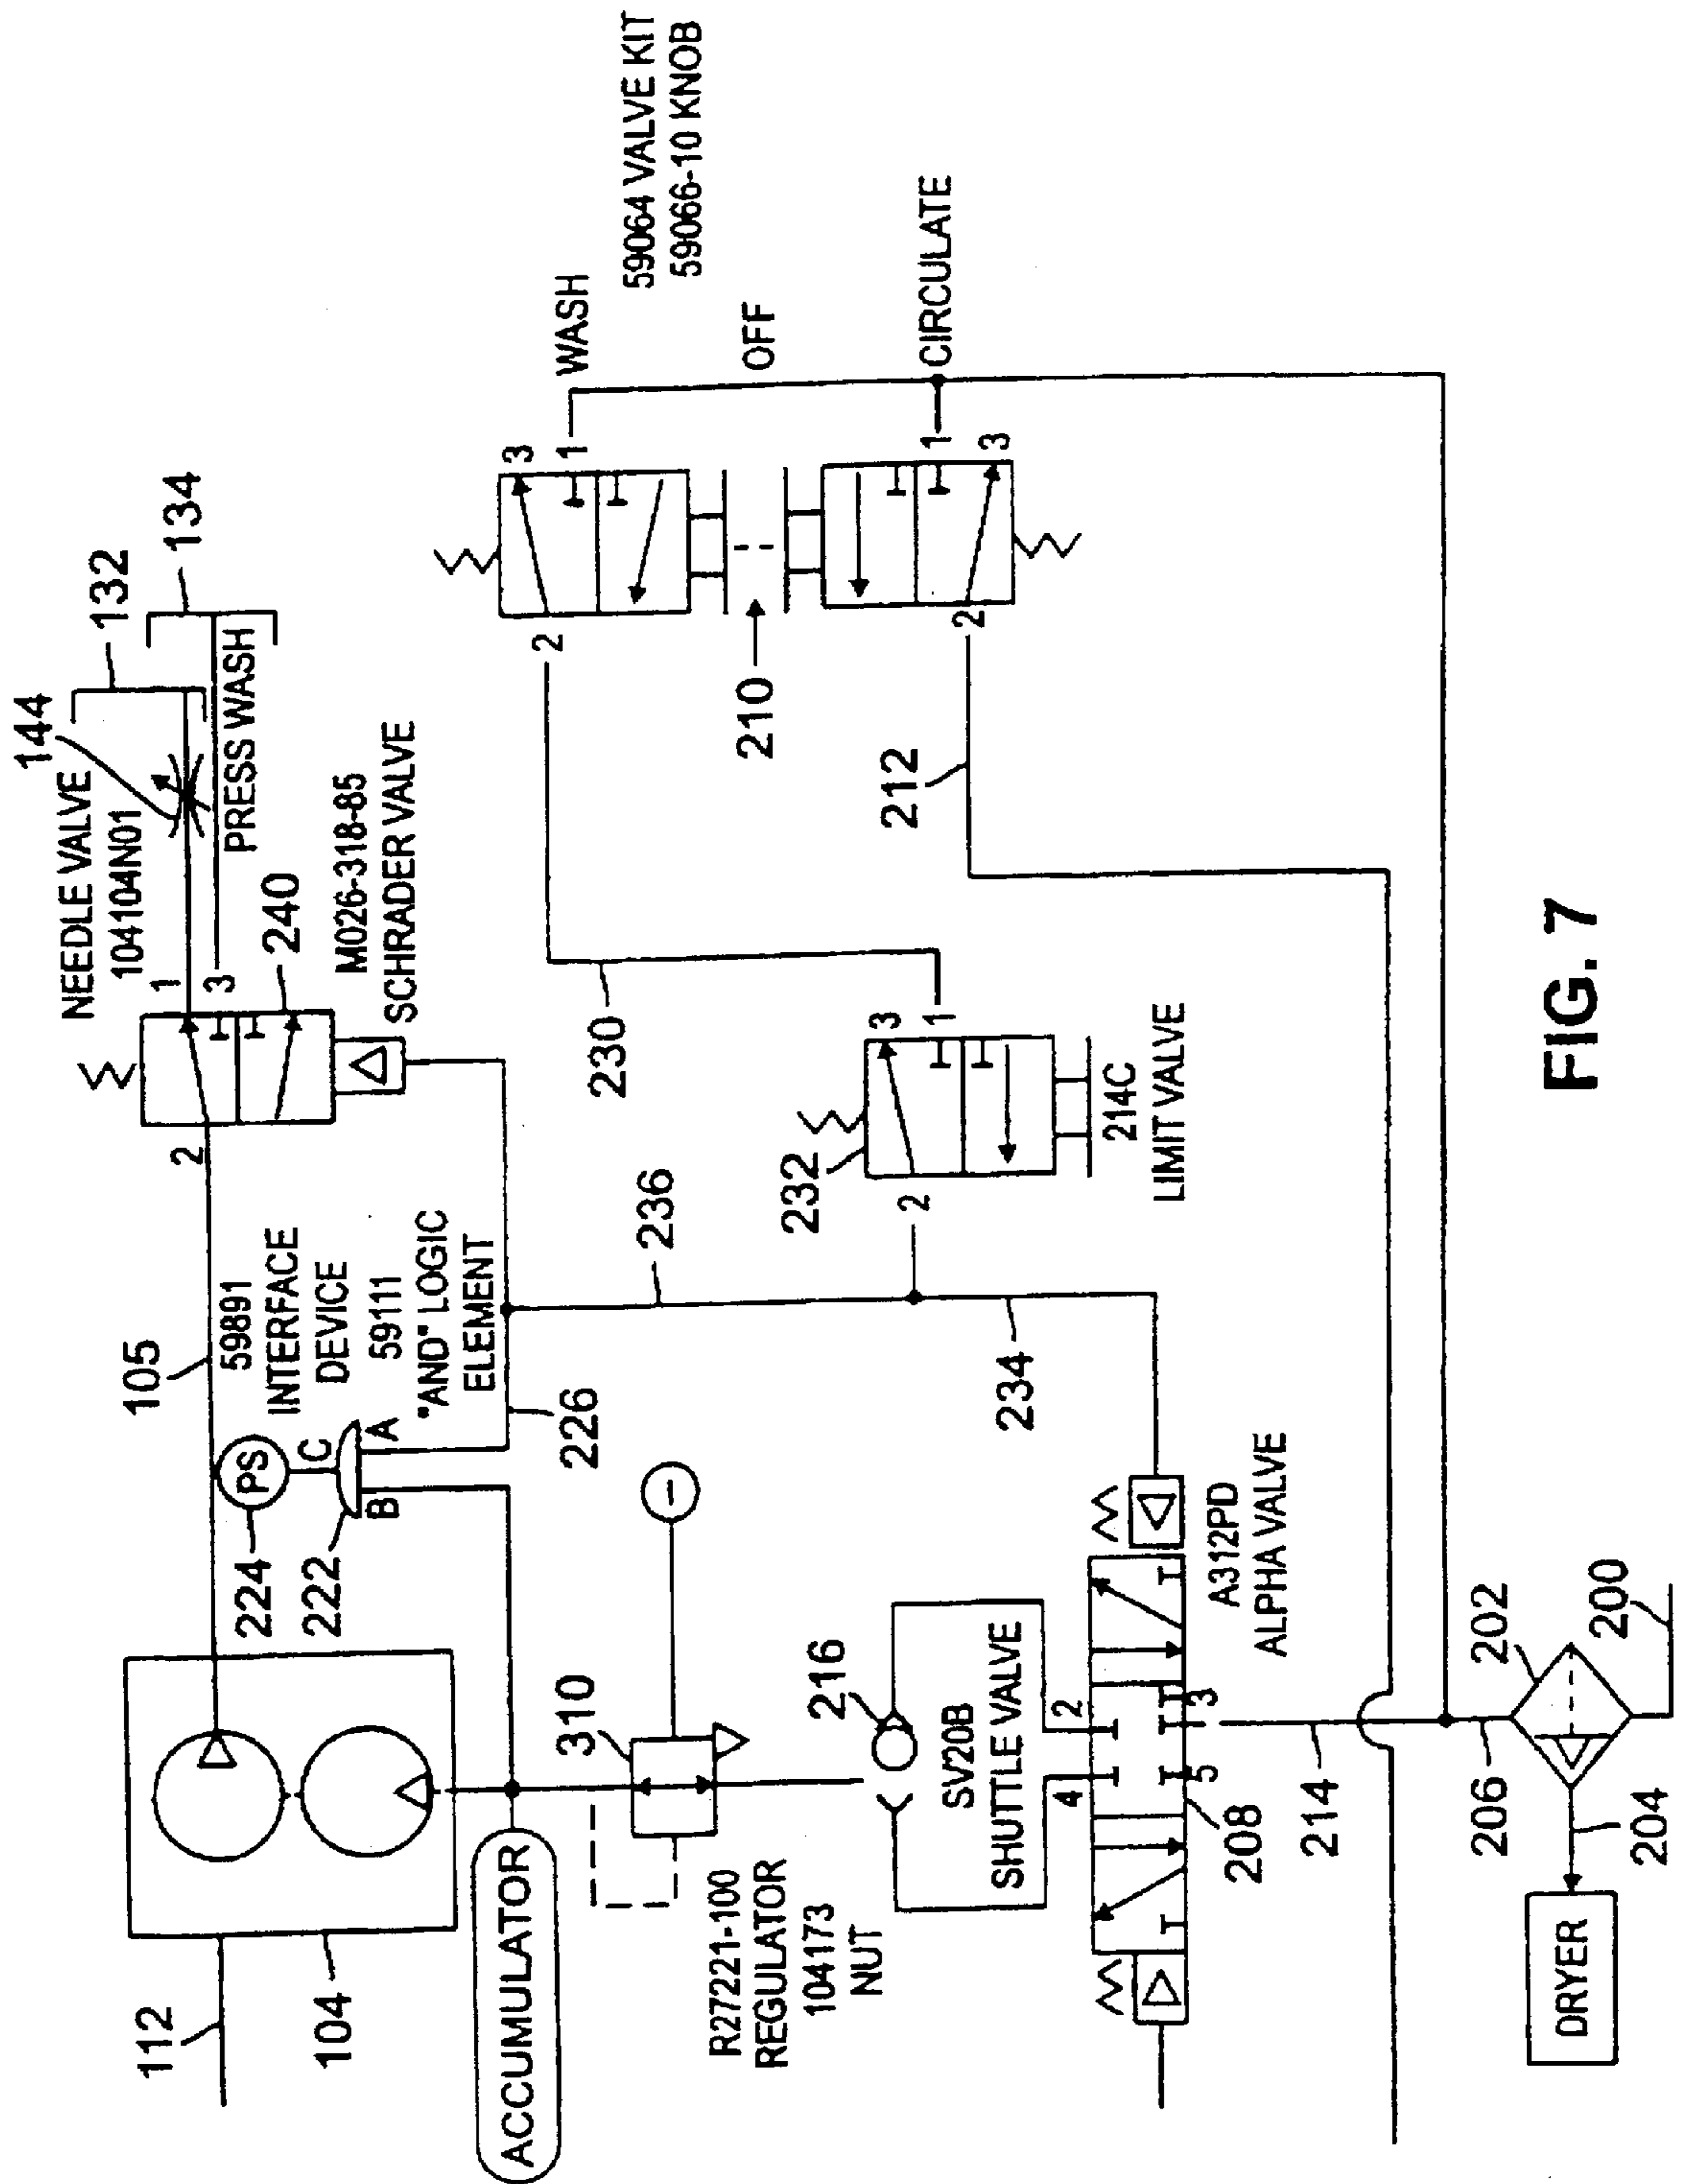 112
104
ACCUMULATOR
R27221-100
REGULATOR
104173
NUT
310
224
222
PS
C
B
A
105
59891
INTERFACE
DEVICE
59111
"AND" LOGIC
ELEMENT
226
236
234
2
1
3
240
NEEDLE VALVE
104104N01
144
132
134
PRESS WASH
M026-318-85
SCHRADER VALVE
SV20B
SHUTTLE VALVE
216
4
2
5
3
208
A312PD
ALPHA VALVE
214
206
204
202
200
DRYER
230
232
2
3
1
214C
LIMIT VALVE
210
212
2
3
1
2
1
3
WASH
OFF
CIRCULATE
59064 VALVE KIT
59066-10 KNOB
FIG. 7